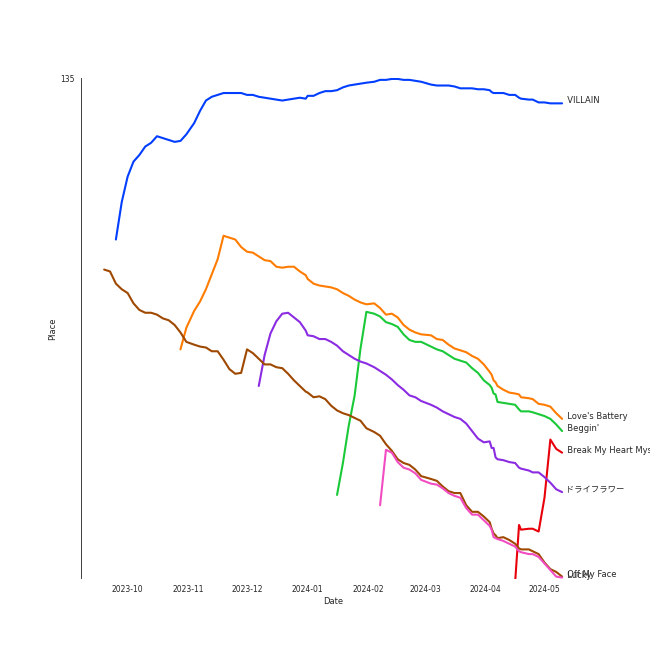 135
VILLAIN
Place
Love's Battery
Beggin'
Break My Heart Mys
ドライフラワー
Off My Face
2023-10 2023-11 2023-12 2024-01 2024-02 2024-03 2024-04 2024-05
Date